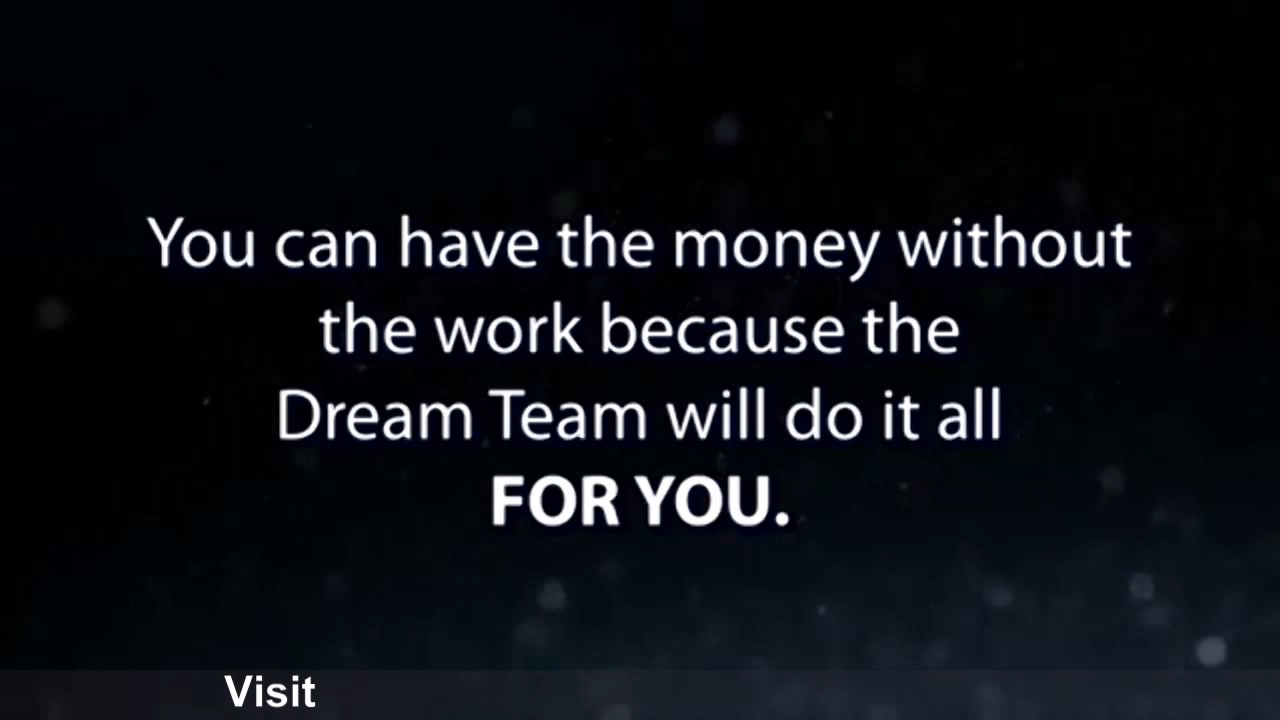 You can have the money without
the work because the
Dream Team will do it all
FOR YOU.
Visit